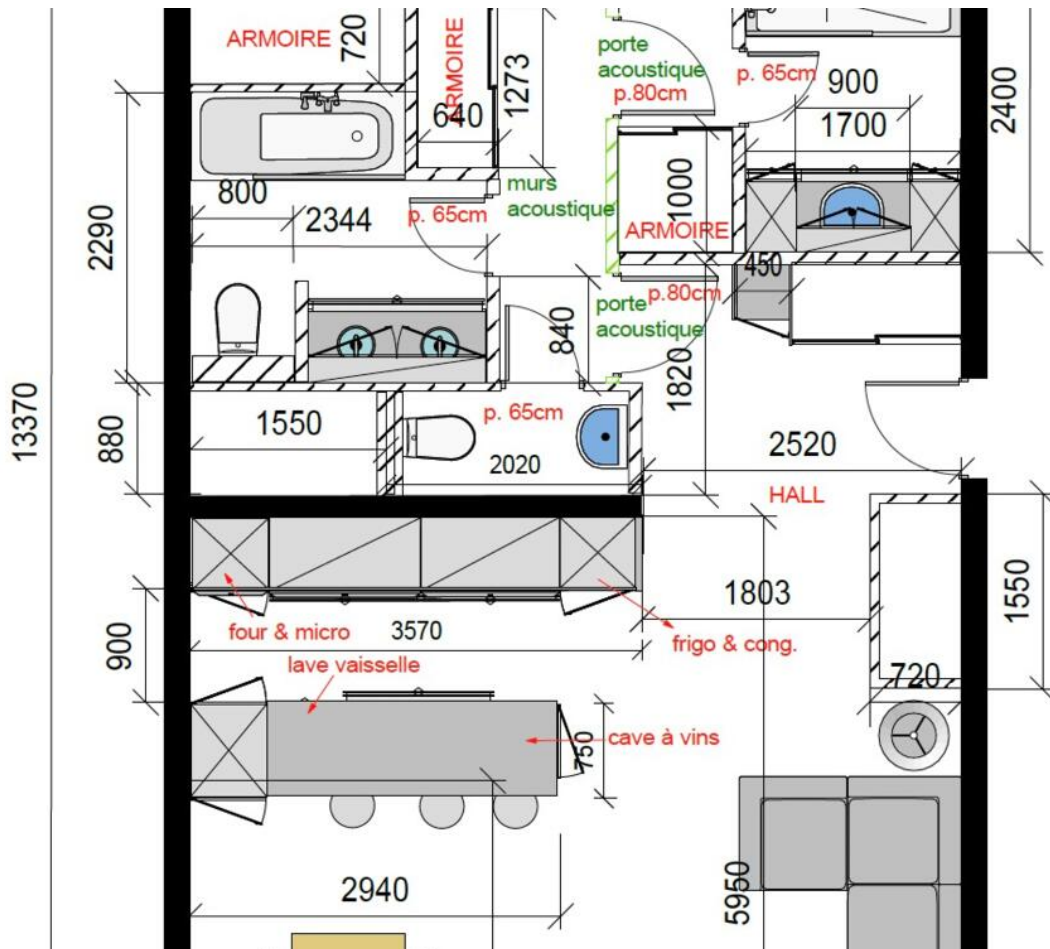 ARMOIRE
720
ARMOIRE
640
1273
porte
acoustique
p.80cm
p. 65cm
900
1700
2400
800
2344
2290
p. 65cm
murs
acoustique
1000
ARMOIRE
450
p.80cm
porte
acoustique
840
1820
13370
880
1550
p. 65cm
2020
2520
HALL
1550
1803
900
four & micro
3570
frigo & cong.
lave vaisselle
720
750
cave à vins
2940
5950